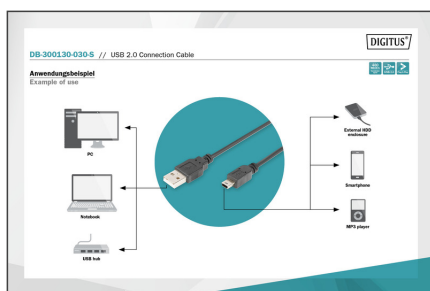 DIGITUS®
DB-300130-030-S // USB 2.0 Connection Cable
Anwendungsbeispiel
Example of use
PC
Notebook
USB hub
External HDD
enclosure
Smartphone
MP3 player